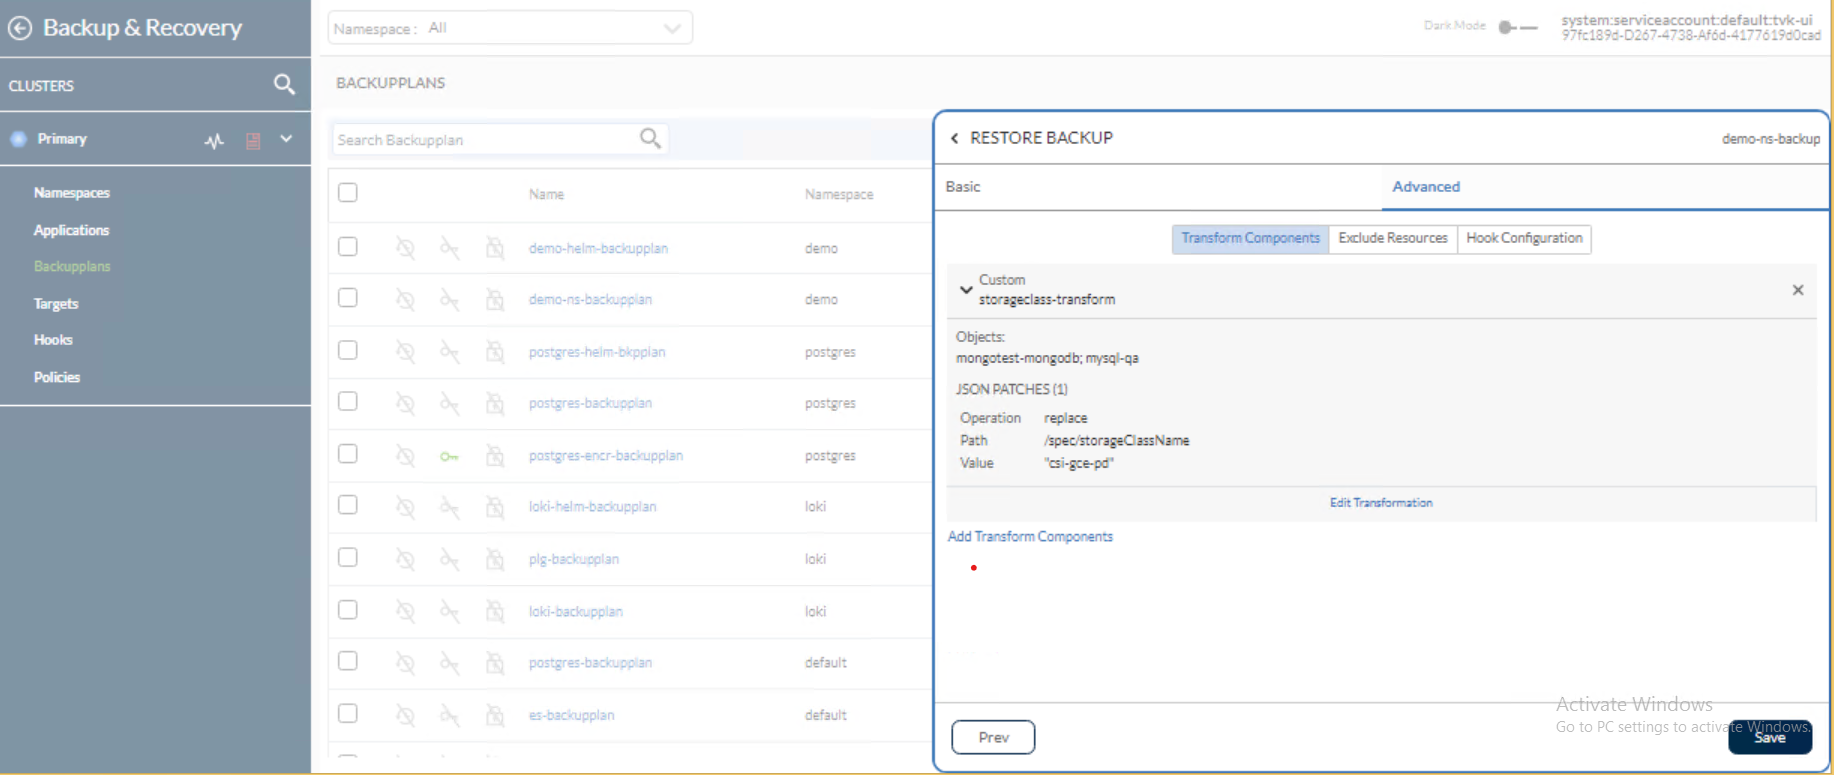 Backup & Recovery
Namespace : All
Dark Mode
system:serviceaccount:default:tvk-ui
97fc189d-D267-4738-Af6d-4177619d0cad
CLUSTERS
BACKUPPLANS
Primary
Search Backupplan
Namespaces
Applications
Backupplans
Targets
Hooks
Policies
Name Namespace
demo-helm-backupplan demo
demo-ns-backupplan demo
postgres-helm-bkpplan postgres
postgres-backupplan postgres
postgres-encr-backupplan postgres
loki-helm-backupplan loki
plg-backupplan loki
loki-backupplan loki
postgres-backupplan default
es-backupplan default
RESTORE BACKUP demo-ns-backup
Basic Advanced
Transform Components Exclude Resources Hook Configuration
Custom
storageclass-transform
Objects:
mongotest-mongodb; mysql-qa
JSON PATCHES (1)
Operation replace
Path /spec/storageClassName
Value "csi-gce-pd"
Edit Transformation
Add Transform Components
Activate Windows
Go to PC settings to activate Windows.
Prev Save